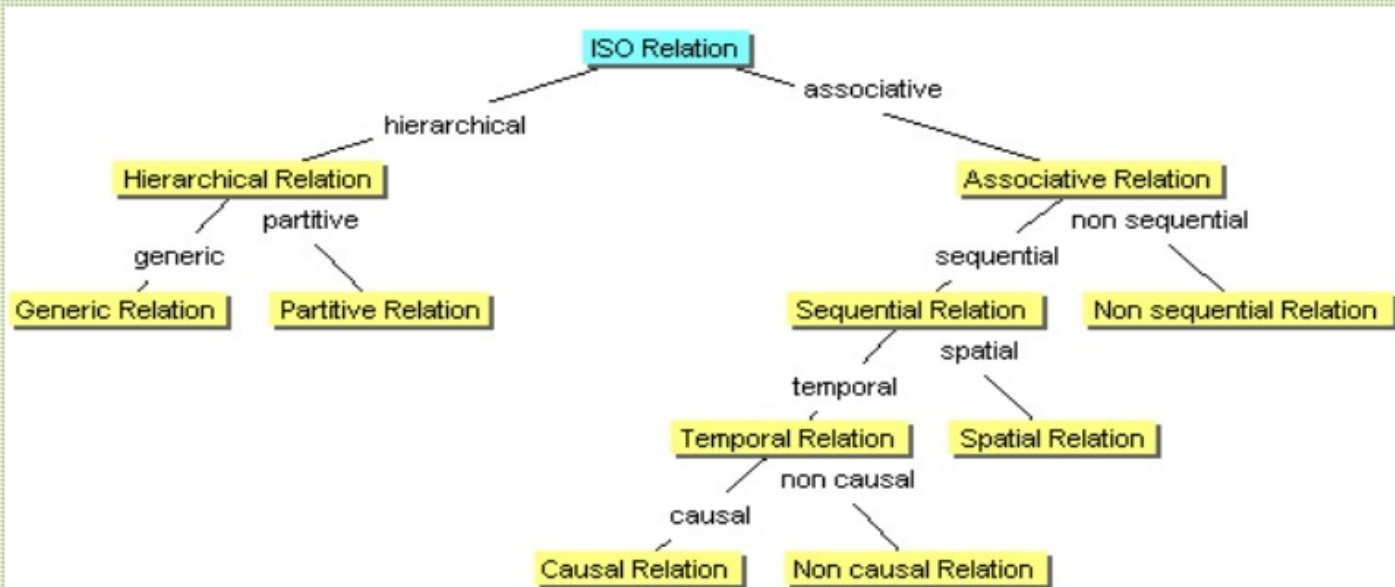 ISO Relation
associative
hierarchical
Hierarchical Relation
Associative Relation
partitive
non sequential
generic
sequential
Generic Relation
Partitive Relation
Sequential Relation
Non sequential Relation
spatial
temporal
Temporal Relation
Spatial Relation
non causal
causal
Causal Relation
Non causal Relation